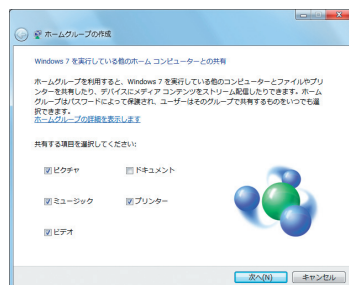 ホームグループの作成
Windows 7 を実行している他のホーム コンピューターとの共有
ホームグループを利用すると、Windows 7 を実行している他のコンピューターとファイルやプリ
ンターを共有したり、デバイスにメディア コンテンツをストリーム配信したりできます。ホーム
グループはパスワードによって保護され、ユーザーはそのグループで共有するものをいつでも選
択できます。
ホームグループの詳細を表示します
共有する項目を選択してください:
ピクチャ ドキュメント
ミュージック プリンター
ビデオ
次へ(N) キャンセル